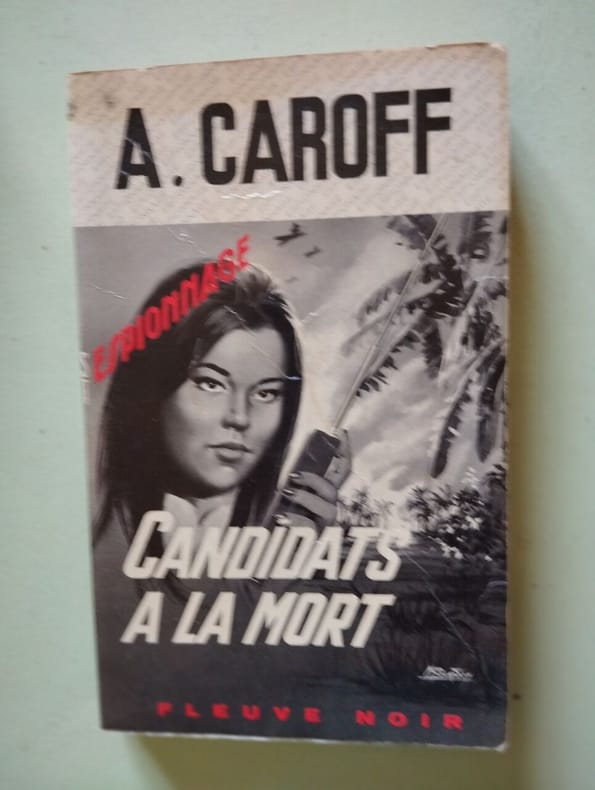 A. CAROFF
ESPIONNAGE
CANDIDATS
A LA MORT
FLEUVE NOIR